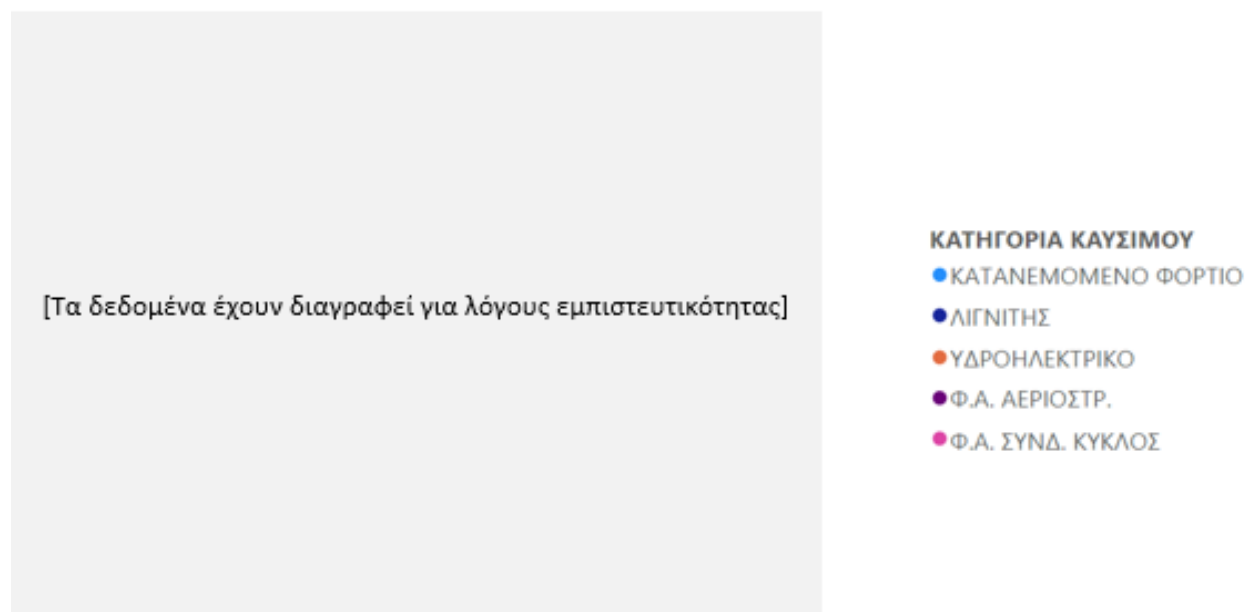 [Τα δεδομένα έχουν διαγραφεί για λόγους εμπιστευτικότητας]
ΚΑΤΗΓΟΡΙΑ ΚΑΥΣΙΜΟΥ
ΚΑΤΑΝΕΜΟΜΕΝΟ ΦΟΡΤΙΟ
ΛΙΓΝΙΤΗΣ
ΥΔΡΟΗΛΕΚΤΡΙΚΟ
Φ.Α. ΑΕΡΙΟΣΤΡ.
Φ.Α. ΣΥΝΔ. ΚΥΚΛΟΣ